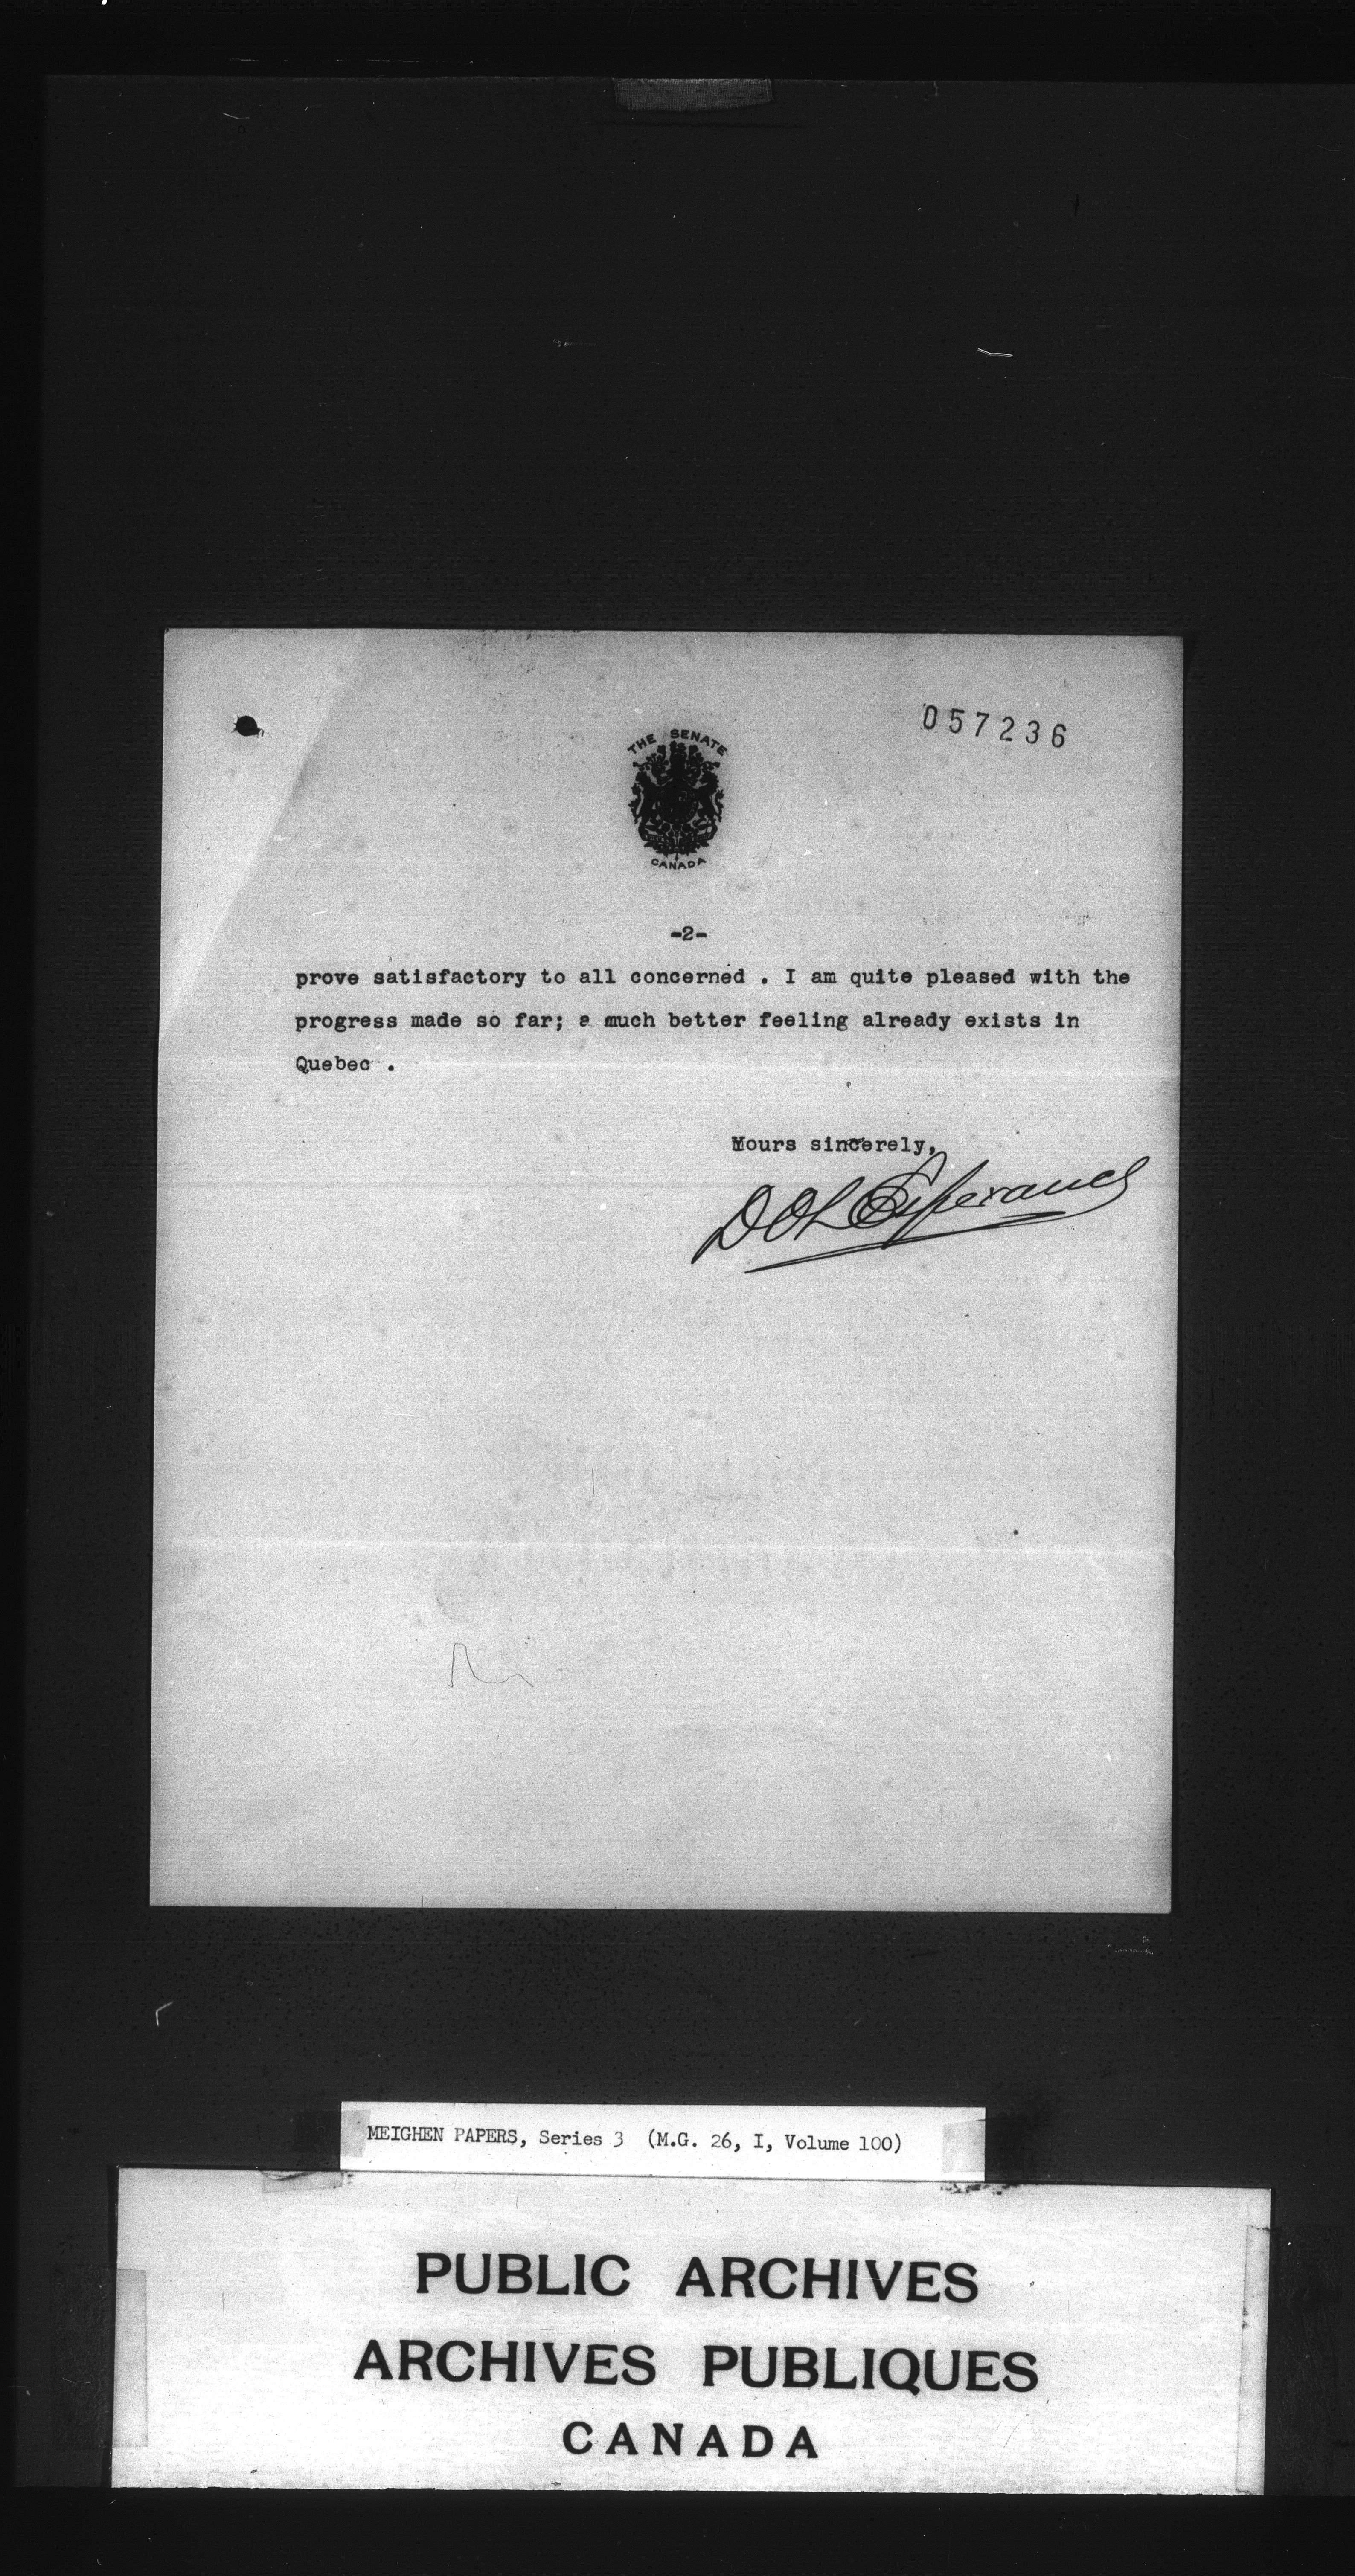 057236
THE SENATE
CANADA
-2-
prove satisfactory to all concerned . I am quite pleased with the
progress made so far; a much better feeling already exists in
Quebec .
Yours sincerely,
DOL'Esperance
MEIGHEN PAPERS, Series 3 (M.G. 26, I, Volume 100)
PUBLIC ARCHIVES
ARCHIVES PUBLIQUES
CANADA